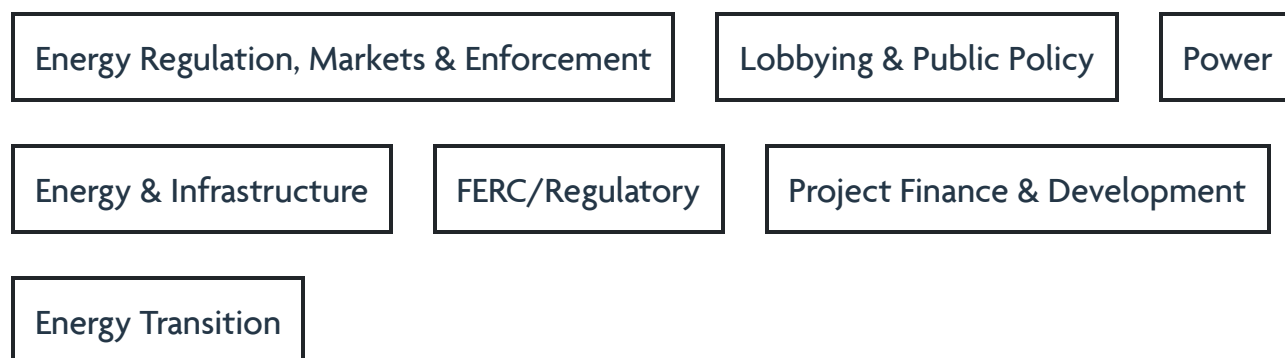 Energy Regulation, Markets & Enforcement Lobbying & Public Policy Power
Energy & Infrastructure FERC/Regulatory Project Finance & Development
Energy Transition